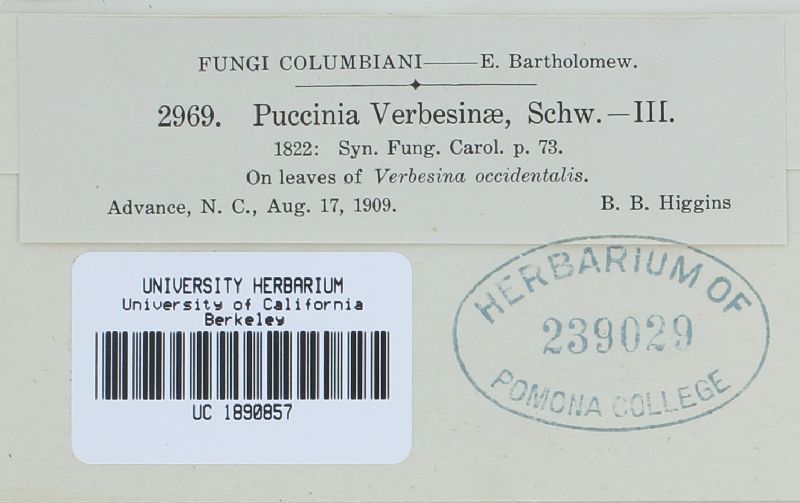 FUNGI COLUMBIANI——E. Bartholomew.
2969. Puccinia Verbesinæ, Schw.—III.
1822: Syn. Fung. Carol. p. 73.
On leaves of Verbesina occidentalis.
Advance, N. C., Aug. 17, 1909. B. B. Higgins
UNIVERSITY HERBARIUM
University of California
Berkeley
UC 1890857
HERBARIUM OF
239029
POMONA COLLEGE